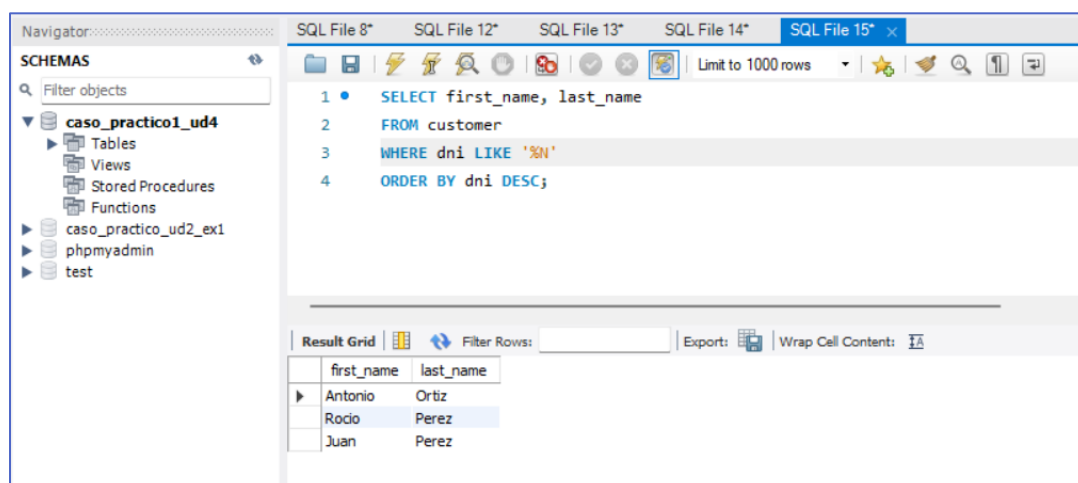 Navigator
SCHEMAS
Filter objects
caso_practico1_ud4
Tables
Views
Stored Procedures
Functions
caso_practico_ud2_ex1
phpmyadmin
test
SQL File 8* SQL File 12* SQL File 13* SQL File 14* SQL File 15* ×
Limit to 1000 rows
1 SELECT first_name, last_name
2 FROM customer
3 WHERE dni LIKE '%N'
4 ORDER BY dni DESC;
Result Grid Filter Rows: Export: Wrap Cell Content: IA
first_name last_name
Antonio Ortiz
Rocio Perez
Juan Perez